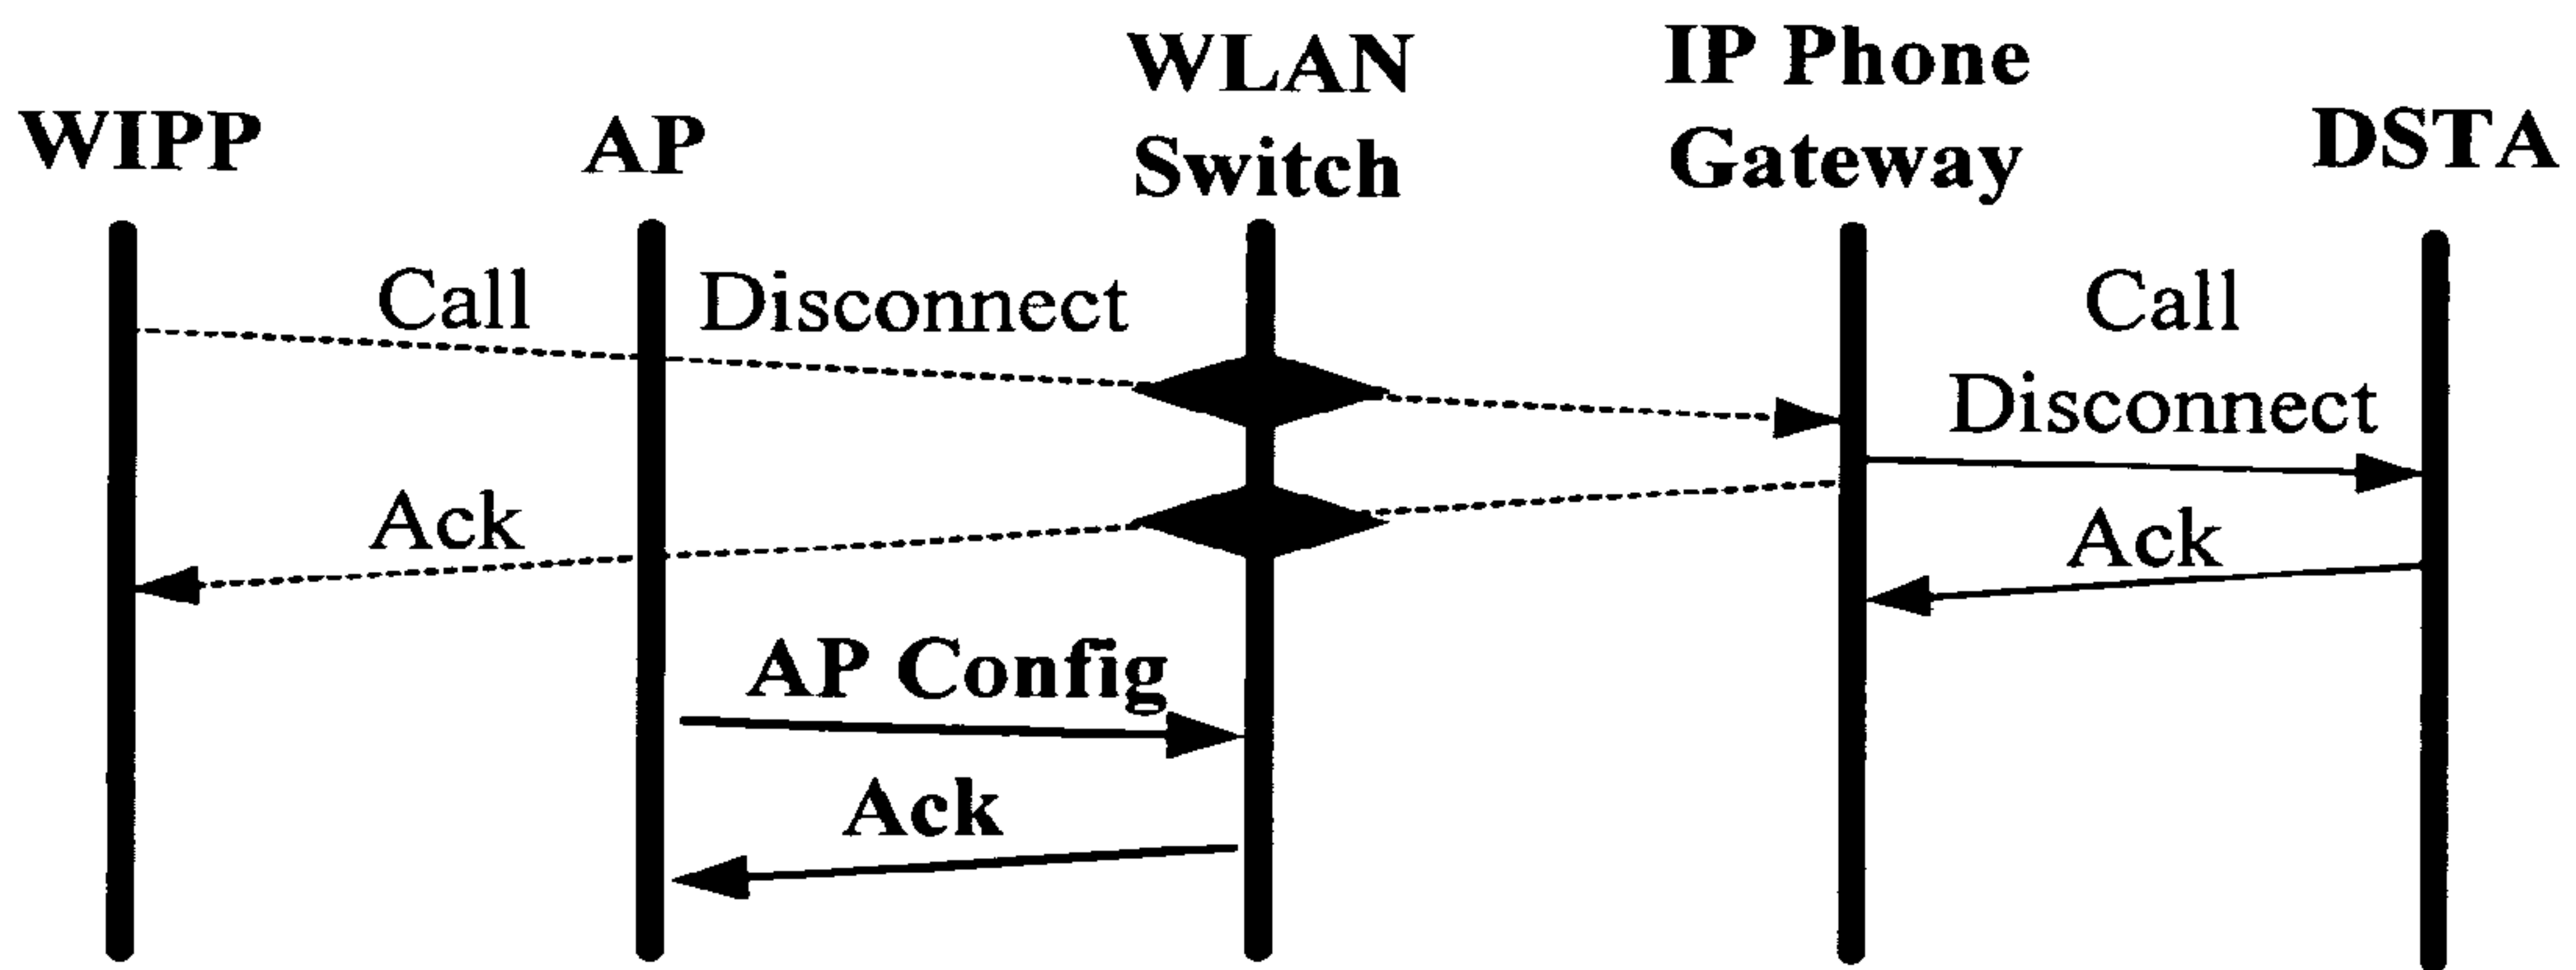 WIPP
AP
WLAN
Switch
IP Phone
Gateway
DSTA
Call Disconnect
Call
Disconnect
Ack
Ack
AP Config
Ack